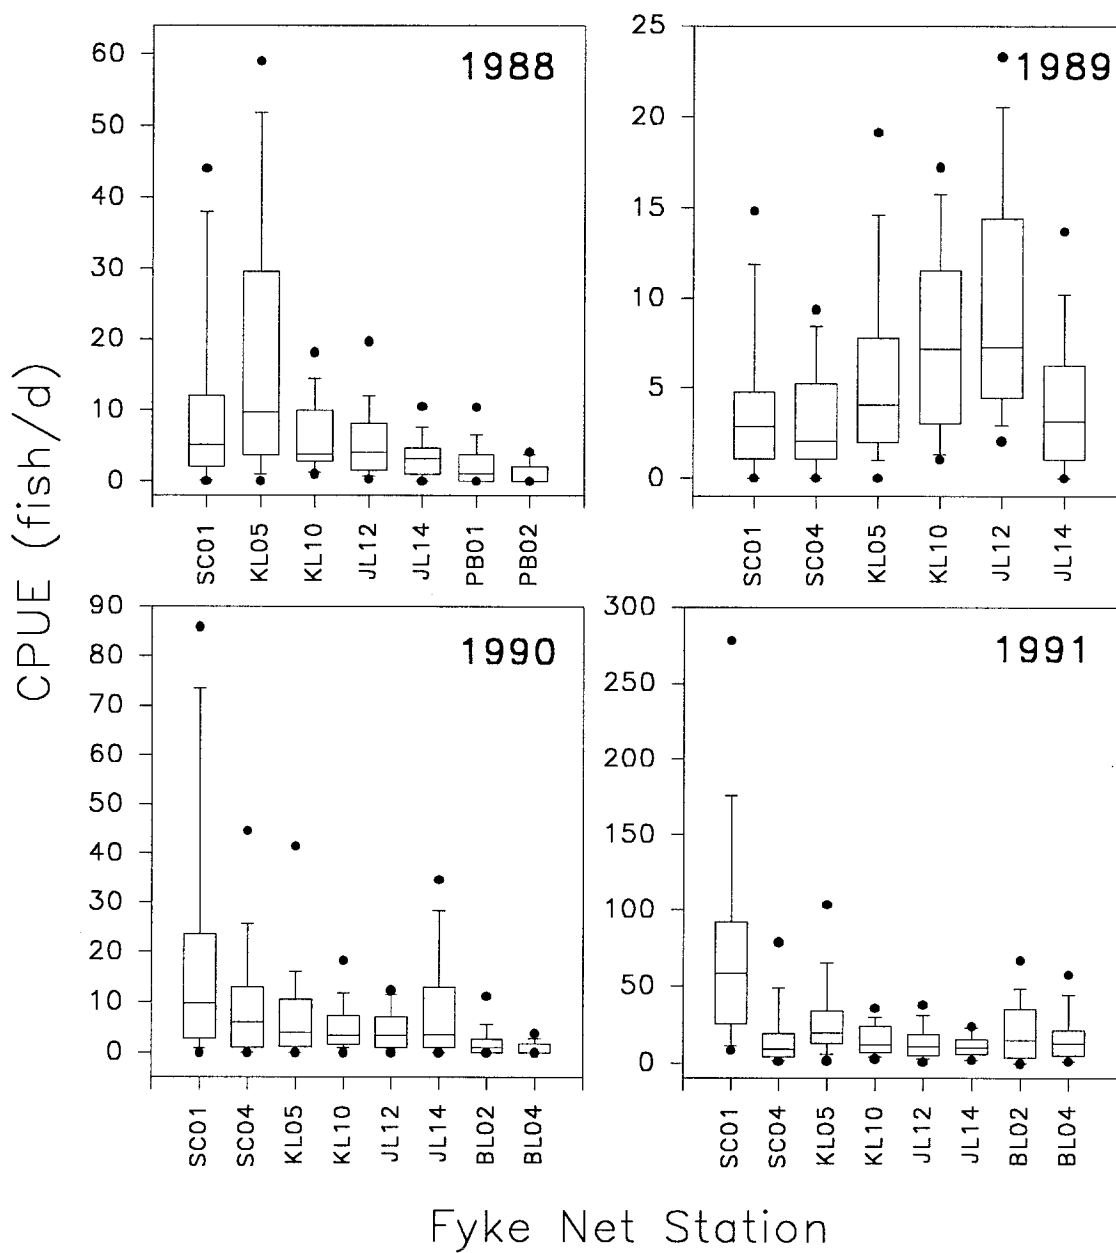 CPUE (fish/d)
1988
60
50
40
30
20
10
0
SC01
KL05
KL10
JL12
JL14
PB01
PB02
1989
25
20
15
10
5
0
SC01
SC04
KL05
KL10
JL12
JL14
1990
90
80
70
60
50
40
30
20
10
0
SC01
SC04
KL05
KL10
JL12
JL14
BL02
BL04
1991
300
250
200
150
100
50
0
SC01
SC04
KL05
KL10
JL12
JL14
BL02
BL04
Fyke Net Station